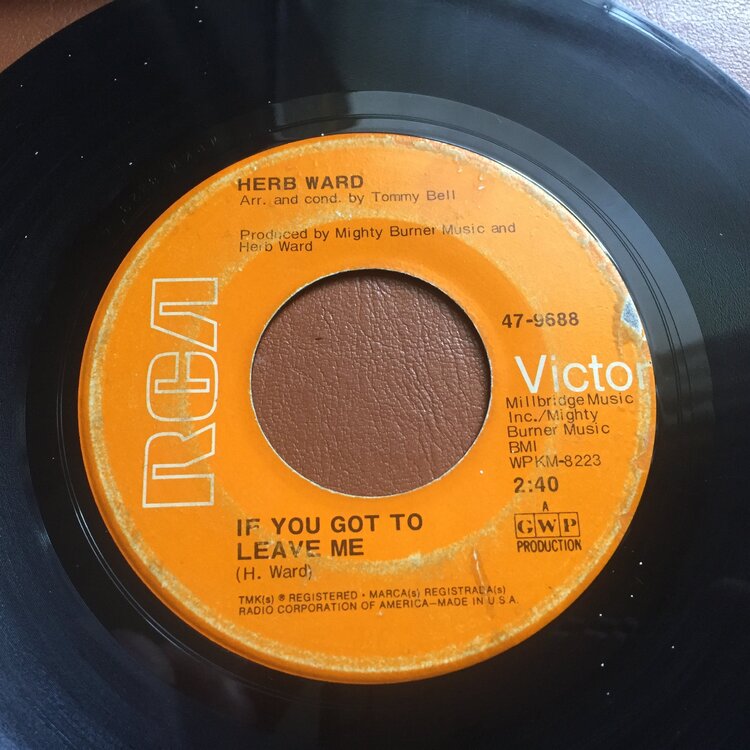 HERB WARD
Arr. and cond. by Tommy Bell
Produced by Mighty Burner Music and
Herb Ward
RCA
47-9688
Victor
Millbridge Music
Inc./Mighty
Burner Music
BMI
WPKM-8223
2:40
A
GWP
PRODUCTION
IF YOU GOT TO
LEAVE ME
(H. Ward)
TMK(s) ® REGISTERED • MARCA(s) REGISTRADA(s)
RADIO CORPORATION OF AMERICA—MADE IN U.S.A.